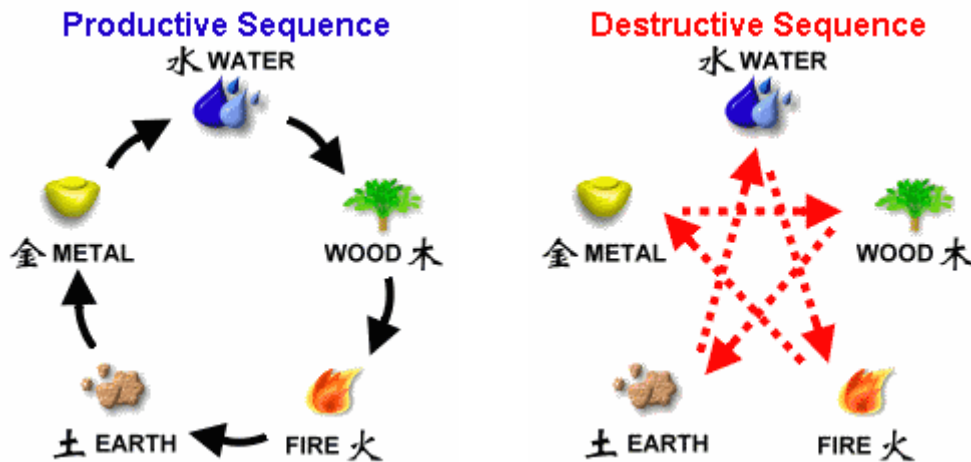 Productive Sequence
水 WATER
金 METAL
WOOD 木
土 EARTH
FIRE 火
Destructive Sequence
水 WATER
金 METAL
WOOD 木
土 EARTH
FIRE 火